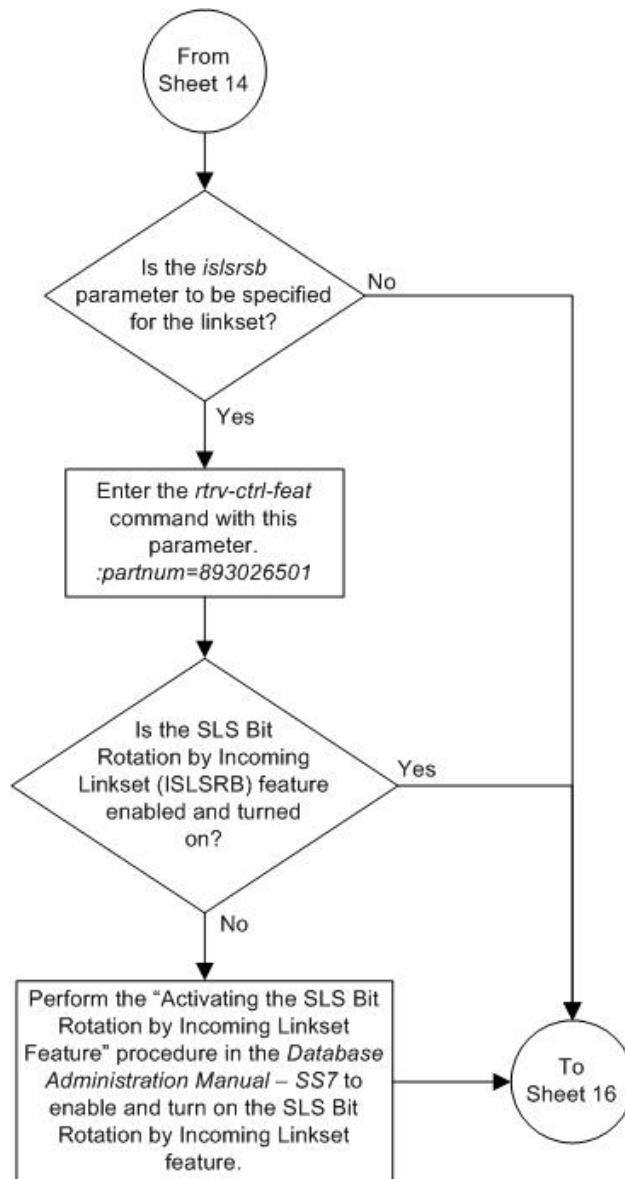 From
Sheet 14
Is the islsrsb
parameter to be specified
for the linkset?
No
Yes
Enter the rtrv-ctrl-feat
command with this
parameter.
:partnum=893026501
Is the SLS Bit
Rotation by Incoming
Linkset (ISLSRB) feature
enabled and turned
on?
Yes
No
Perform the “Activating the SLS Bit
Rotation by Incoming Linkset
Feature” procedure in the Database
Administration Manual – SS7 to
enable and turn on the SLS Bit
Rotation by Incoming Linkset
feature.
To
Sheet 16